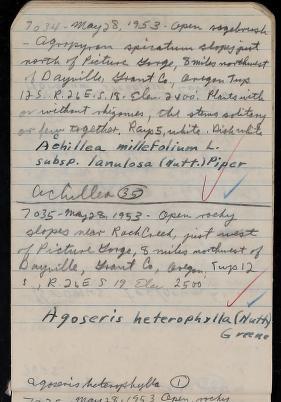 7034 - May 28, 1953 - Open sagebrush
- Agropyron spicatum slopes just
north of Picture Gorge, 8 miles northwest
of Dayville, Grant Co, Oregon Twp
12 S. R. 26 E. S. 18. Elev. 2400. Plants with
or without rhizomes, the stems solitary
or few together. Rays 5, white. Disk white
Achillea millefolium L.
subsp. lanulosa (Nutt.) Piper
Achillea (35)
7035 - May 28, 1953 - Open rocky
slopes near Rock Creek, just west
of Picture Gorge, 8 miles northwest of
Dayville, Grant Co, Oregon, Twp 12
S, R. 26 E S 19 Elev 2500
Agoseris heterophylla (Nutt)
Greene
agoseris heterophylla (1)
May 28, 1953 Open rocky